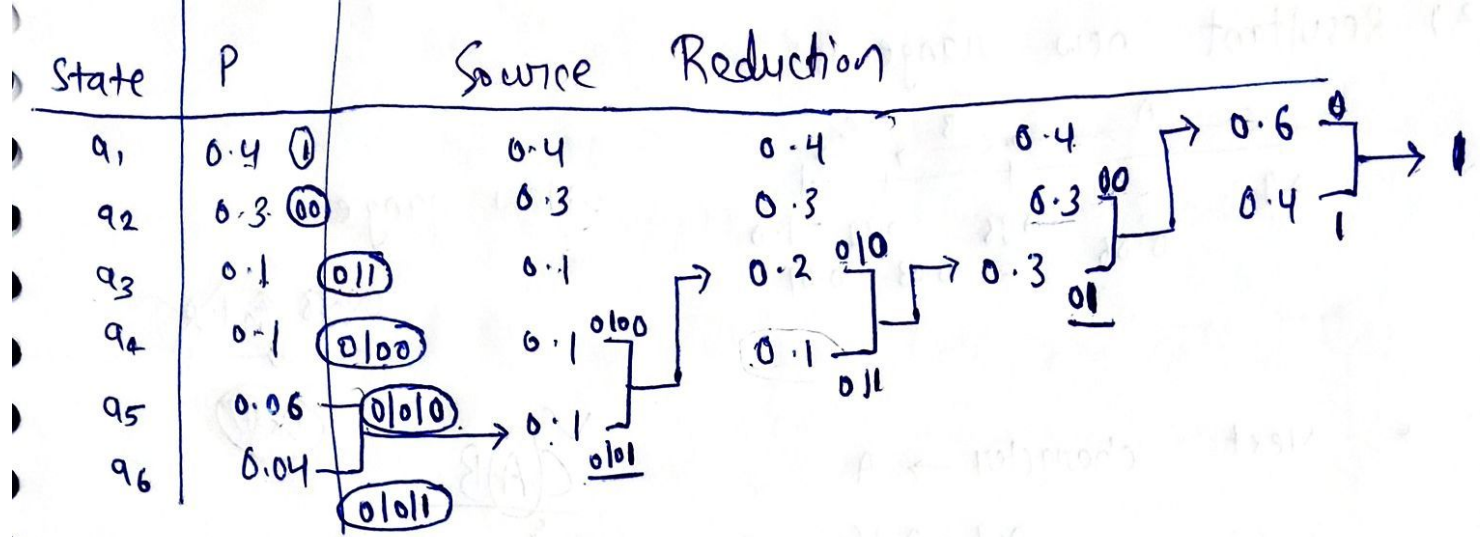 State P Source Reduction
a1 0.4 1 0.4 0.4 0.4 0.6 0 1
a2 0.3 00 0.3 0.3 0.3 00 0.4 1
a3 0.1 011 0.1 0.2 010 0.3 01
a4 0.1 0100 0.1 0100 0.1 011
a5 0.06 01010 0.1 0101
a6 0.04 01011